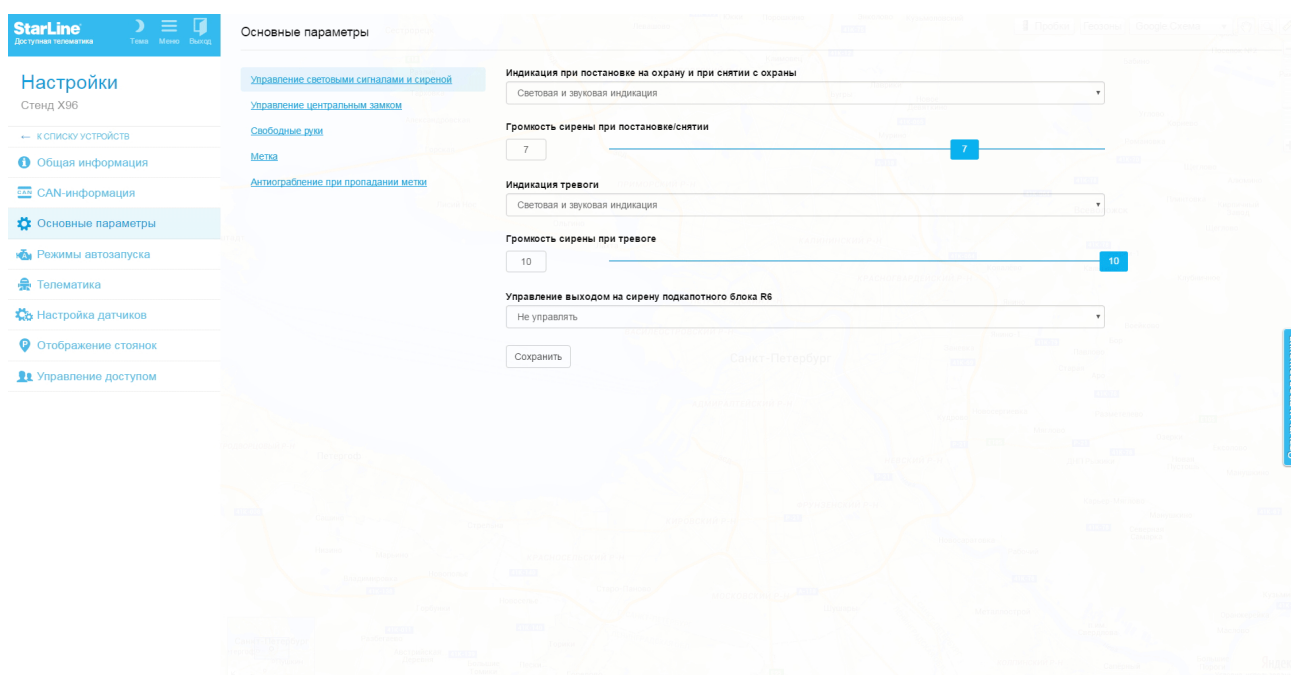 StarLine
Доступная телематика
Тема
Меню
Выход
Основные параметры
Настройки
Стенд X96
← К СПИСКУ УСТРОЙСТВ
Общая информация
CAN
CAN-информация
Основные параметры
Режимы автозапуска
Телематика
Настройка датчиков
Отображение стоянок
Управление доступом
Управление световыми сигналами и сиреной
Управление центральным замком
Свободные руки
Метка
Антиограбление при пропадании метки
Индикация при постановке на охрану и при снятии с охраны
Световая и звуковая индикация
Громкость сирены при постановке/снятии
7
7
Индикация тревоги
Световая и звуковая индикация
Громкость сирены при тревоге
10
10
Управление выходом на сирену подкапотного блока R6
Не управлять
Сохранить
Санкт-Петербург